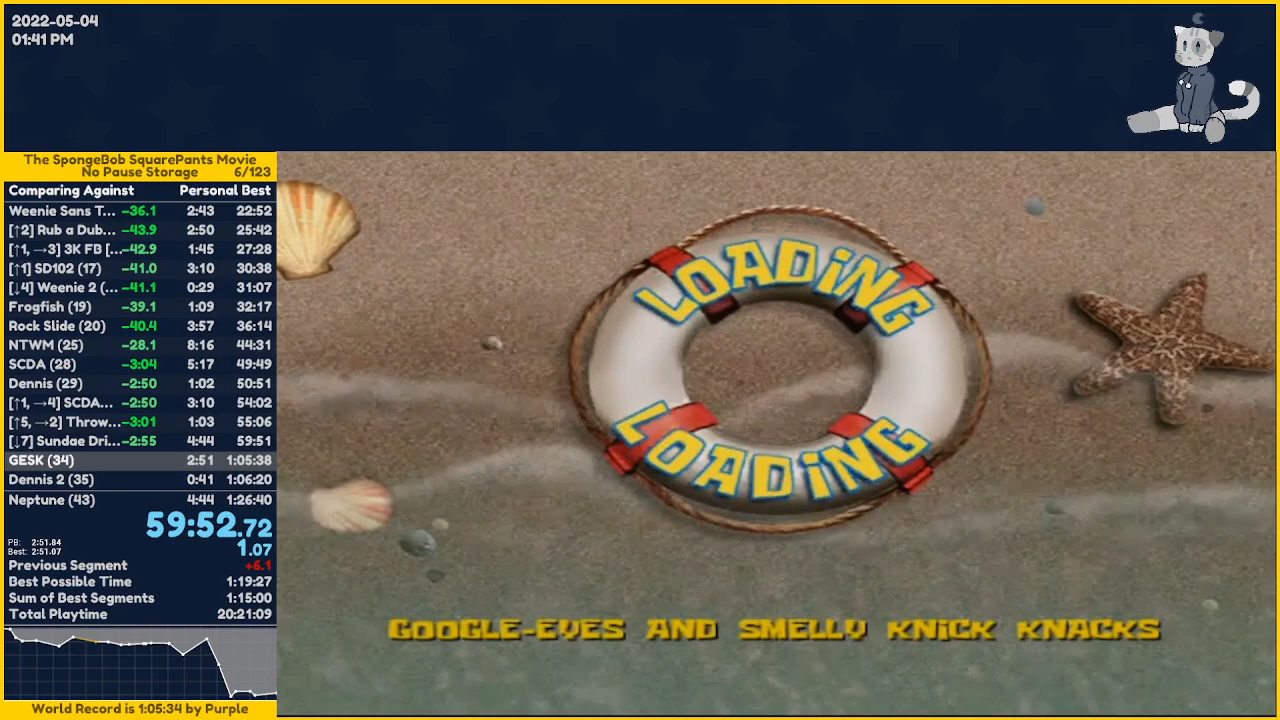 2022-05-04
01:41 PM
The SpongeBob SquarePants Movie
No Pause Storage 6/123
Comparing Against Personal Best
Weenie Sans T... −36.1 2:43 22:52
[↑2] Rub a Dub... −43.9 2:50 25:42
[↑1, →3] 3K FB [... −42.9 1:45 27:28
[↑1] SD102 (17) −41.0 3:10 30:38
[↓4] Weenie 2 (... −41.1 0:29 31:07
Frogfish (19) −39.1 1:09 32:17
Rock Slide (20) −40.4 3:57 36:14
NTWM (25) −28.1 8:16 44:31
SCDA (28) −3:04 5:17 49:49
Dennis (29) −2:50 1:02 50:51
[↑1, →4] SCDA... −2:50 3:10 54:02
[↑5, →2] Throw... −3:01 1:03 55:06
[↓7] Sundae Dri... −2:55 4:44 59:51
GESK (34) 2:51 1:05:38
Dennis 2 (35) 0:41 1:06:20
Neptune (43) 4:44 1:26:40
59:52.72
PB: 2:51.84
Best: 2:51.07 1.07
Previous Segment +6.1
Best Possible Time 1:19:27
Sum of Best Segments 1:15:00
Total Playtime 20:21:09
World Record is 1:05:34 by Purple
LOADING
LOADING
GOOGLE-EYES AND SMELLY KNICK KNACKS